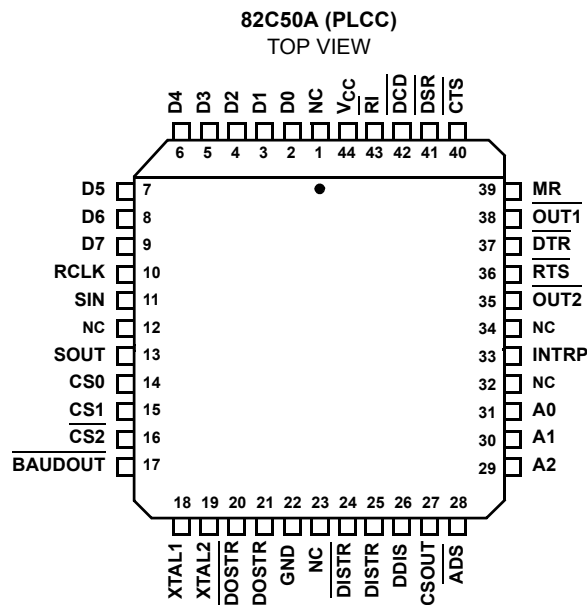 82C50A (PLCC)
TOP VIEW
D4 D3 D2 D1 D0 NC VCC RI DCD DSR CTS
6 5 4 3 2 1 44 43 42 41 40
D5 7 39 MR
D6 8 38 OUT1
D7 9 37 DTR
RCLK 10 36 RTS
SIN 11 35 OUT2
NC 12 34 NC
SOUT 13 33 INTRP
CS0 14 32 NC
CS1 15 31 A0
CS2 16 30 A1
BAUDOUT 17 29 A2
18 19 20 21 22 23 24 25 26 27 28
XTAL1 XTAL2 DOSTR DOSTR GND NC DISTR DISTR DDIS CSOUT ADS